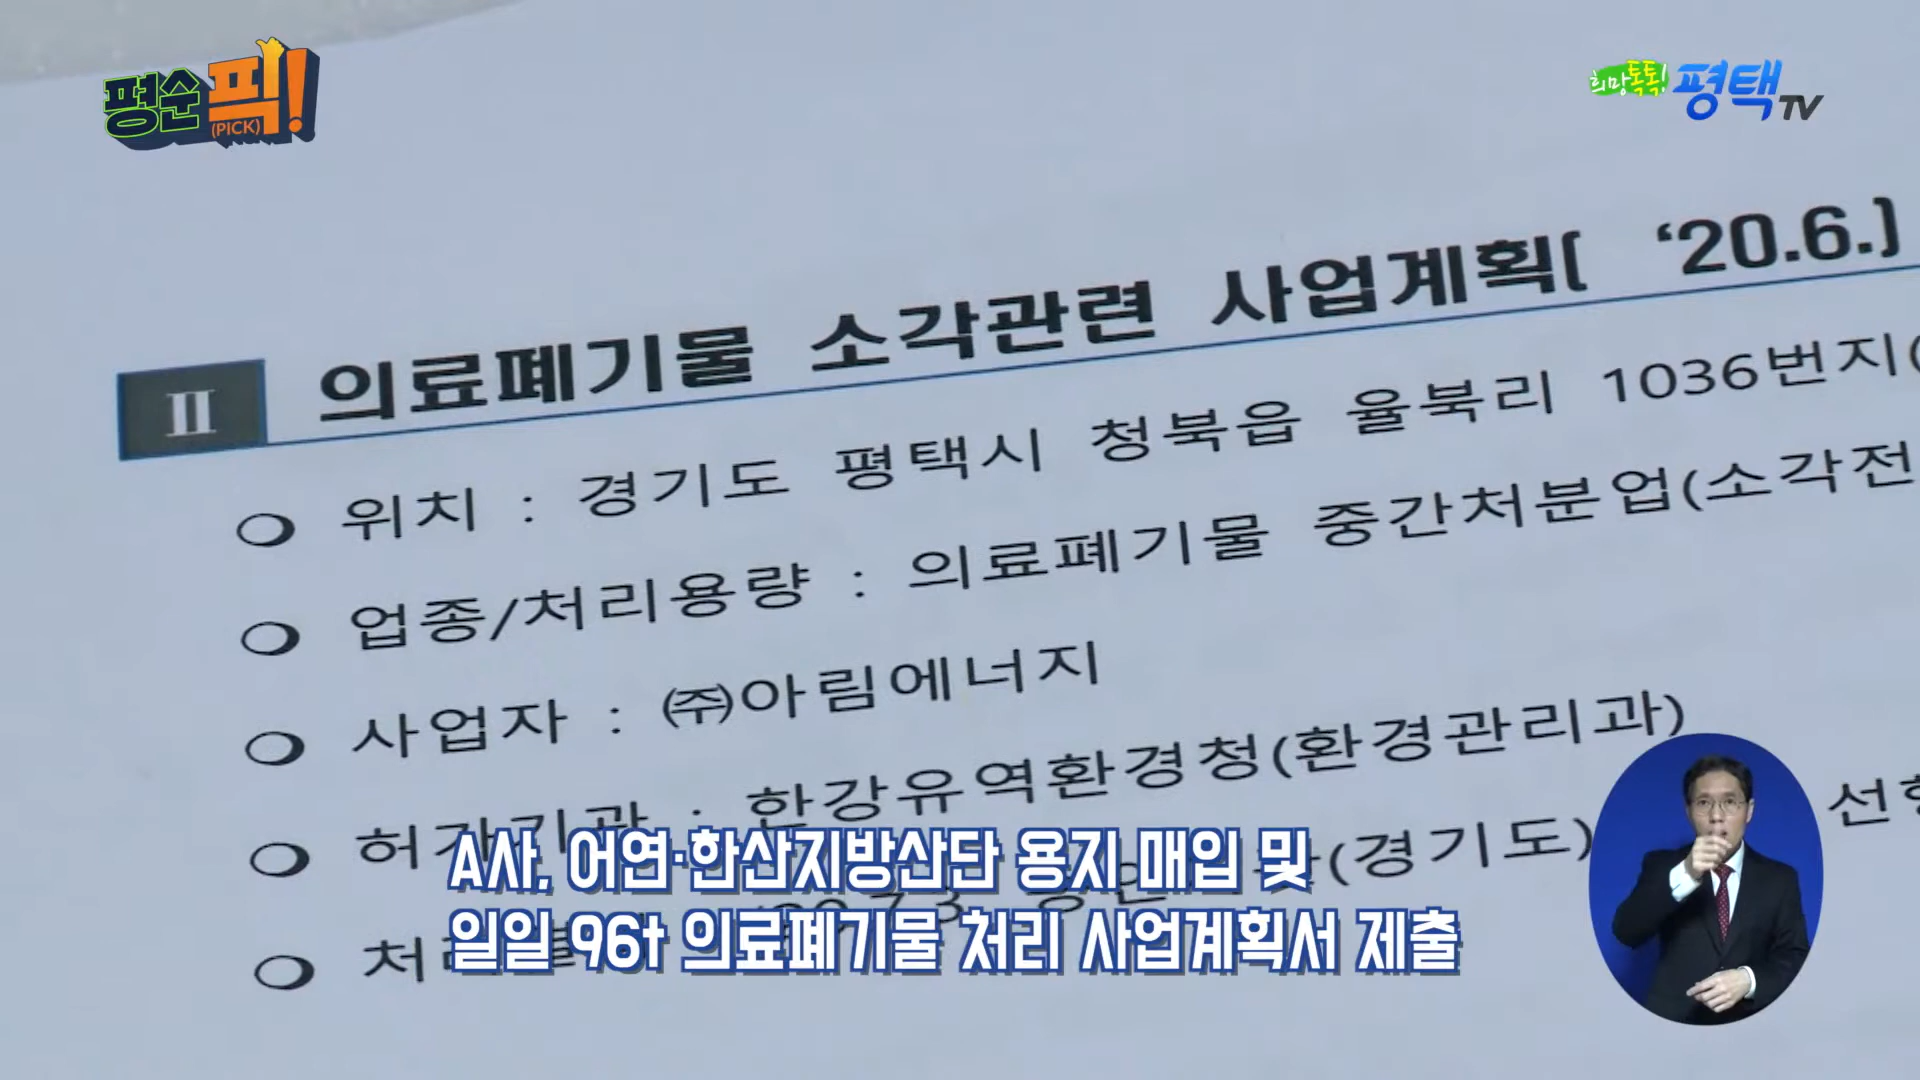 평순픽!
(PICK)
희망톡톡! 평택TV
Ⅱ 의료폐기물 소각관련 사업계획( ‘20.6.)
위치 : 경기도 평택시 청북읍 율북리 1036번지(
업종/처리용량 : 의료폐기물 중간처분업(소각전
사업자 : ㈜아림에너지
허가기관 : 한강유역환경청(환경관리과)
(경기도) 선행
A사, 어연·한산지방산단 용지 매입 및
일일 96t 의료폐기물 처리 사업계획서 제출